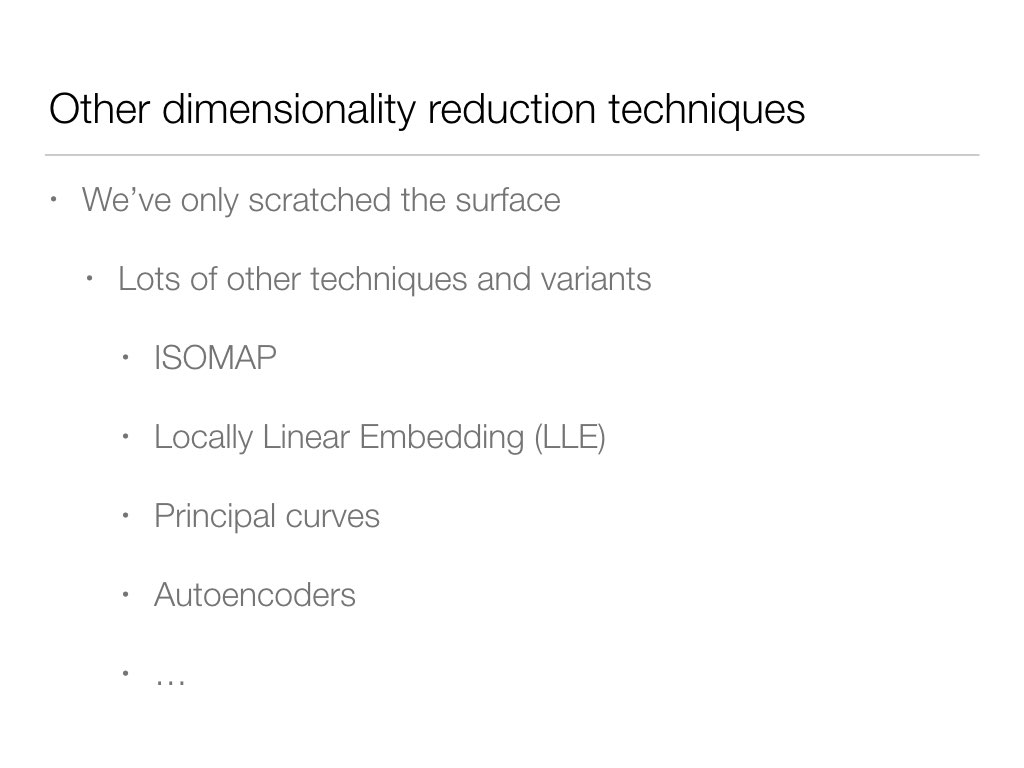 Other dimensionality reduction techniques
• We’ve only scratched the surface
• Lots of other techniques and variants
• ISOMAP
• Locally Linear Embedding (LLE)
• Principal curves
• Autoencoders
• …